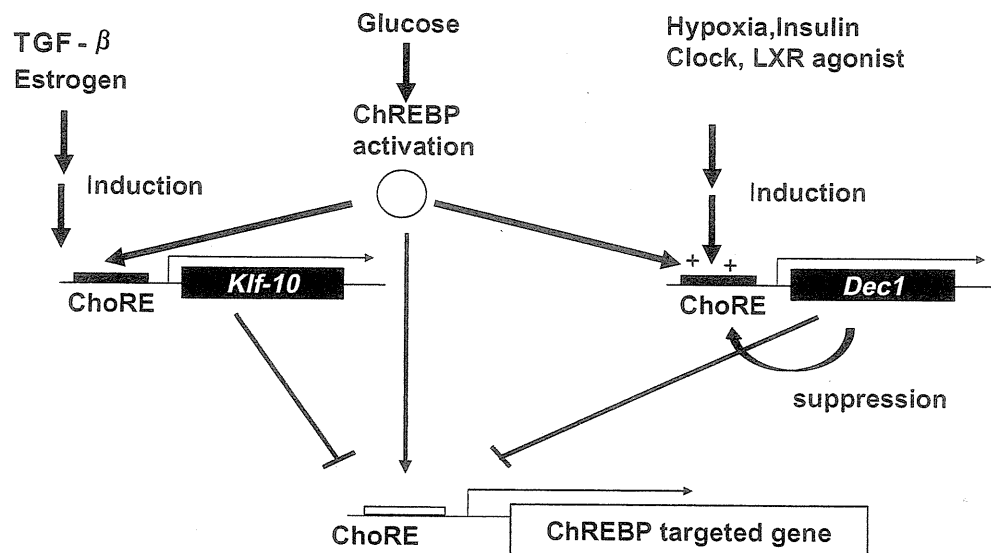 TGF - β
Estrogen
Induction
ChoRE
Klf-10
Glucose
ChREBP
activation
Hypoxia,Insulin
Clock, LXR agonist
Induction
+ +
ChoRE
Dec1
suppression
ChoRE
ChREBP targeted gene